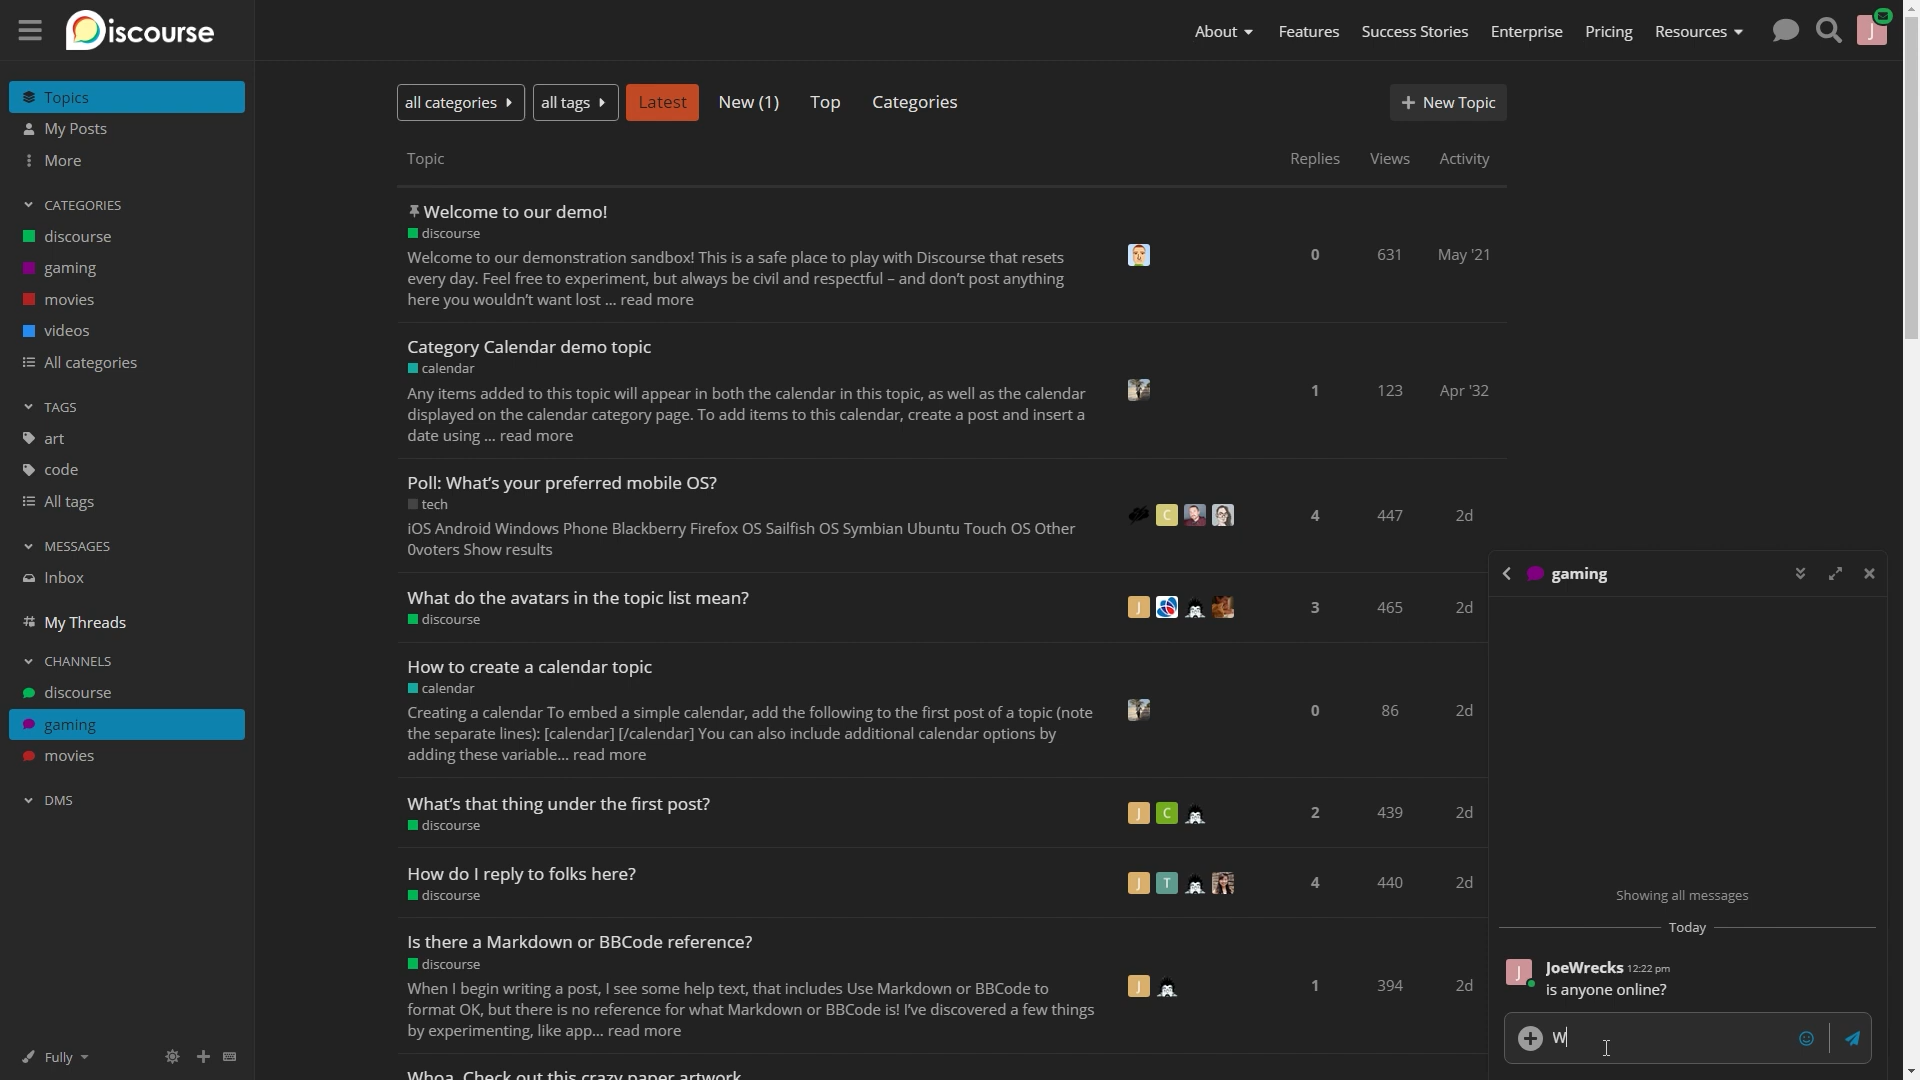 Discourse
About
Features
Success Stories
Enterprise
Pricing
Resources
J
Topics
My Posts
More
CATEGORIES
discourse
gaming
movies
videos
All categories
TAGS
art
code
All tags
MESSAGES
Inbox
My Threads
CHANNELS
discourse
gaming
movies
DMS
Fully
all categories
all tags
Latest
New (1)
Top
Categories
+ New Topic
Topic Replies Views Activity
Welcome to our demo!
discourse
Welcome to our demonstration sandbox! This is a safe place to play with Discourse that resets
every day. Feel free to experiment, but always be civil and respectful – and don't post anything
here you wouldn't want lost ... read more
0 631 May '21
Category Calendar demo topic
calendar
Any items added to this topic will appear in both the calendar in this topic, as well as the calendar
displayed on the calendar category page. To add items to this calendar, create a post and insert a
date using ... read more
1 123 Apr '32
Poll: What's your preferred mobile OS?
tech
iOS Android Windows Phone Blackberry Firefox OS Sailfish OS Symbian Ubuntu Touch OS Other
0voters Show results
C
4 447 2d
What do the avatars in the topic list mean?
discourse
J
3 465 2d
How to create a calendar topic
calendar
Creating a calendar To embed a simple calendar, add the following to the first post of a topic (note
the separate lines): [calendar] [/calendar] You can also include additional calendar options by
adding these variable... read more
0 86 2d
What's that thing under the first post?
discourse
J C
2 439 2d
How do I reply to folks here?
discourse
J T
4 440 2d
Is there a Markdown or BBCode reference?
discourse
When I begin writing a post, I see some help text, that includes Use Markdown or BBCode to
format OK, but there is no reference for what Markdown or BBCode is! I've discovered a few things
by experimenting, like app... read more
J
1 394 2d
Whoa. Check out this crazy paper artwork
gaming
Showing all messages
Today
J
JoeWrecks 12:22 pm
is anyone online?
W